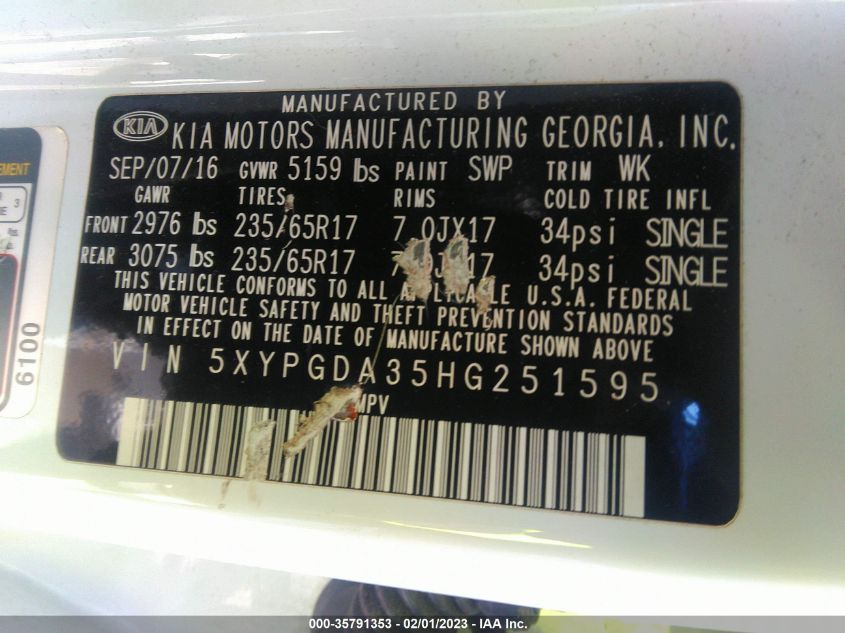 MANUFACTURED BY
KIA KIA MOTORS MANUFACTURING GEORGIA, INC.
SEP/07/16 GVWR 5159 lbs PAINT SWP TRIM WK
GAWR TIRES RIMS COLD TIRE INFL
FRONT 2976 lbs 235/65R17 7.0JX17 34psi SINGLE
REAR 3075 lbs 235/65R17 34psi SINGLE
THIS VEHICLE CONFORMS TO ALL APPLICABLE U.S.A. FEDERAL
MOTOR VEHICLE SAFETY AND THEFT PREVENTION STANDARDS
IN EFFECT ON THE DATE OF MANUFACTURE SHOWN ABOVE
VIN 5XYPGDA35HG251595
MPV
6100
000-35791353 - 02/01/2023 - IAA Inc.